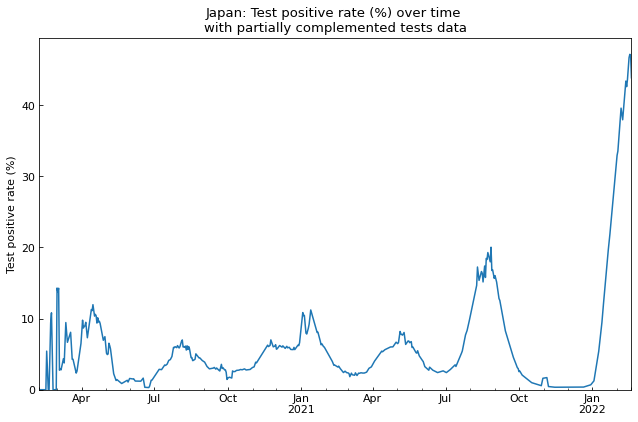 Japan: Test positive rate (%) over time
with partially complemented tests data
Test positive rate (%)
40
30
20
10
0
Apr
Jul
Oct
Jan
2021
Apr
Jul
Oct
Jan
2022